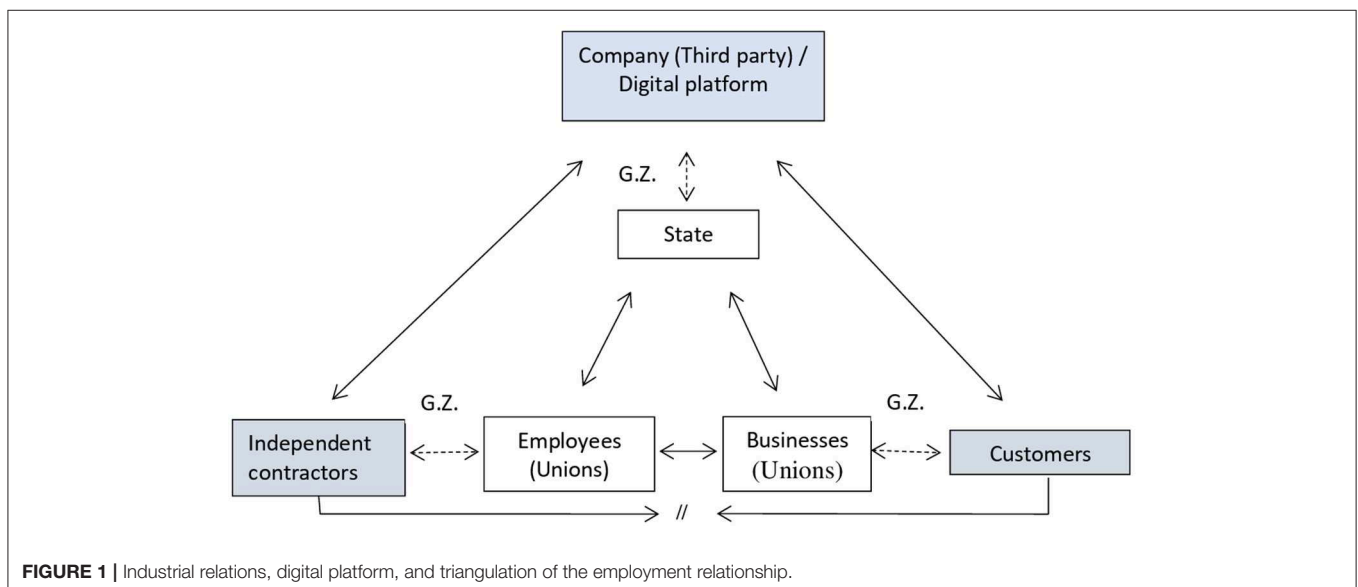 Company (Third party) /
Digital platform
G.Z.
State
G.Z.
G.Z.
Independent
contractors
Employees
(Unions)
Businesses
(Unions)
Customers
//
FIGURE 1 | Industrial relations, digital platform, and triangulation of the employment relationship.